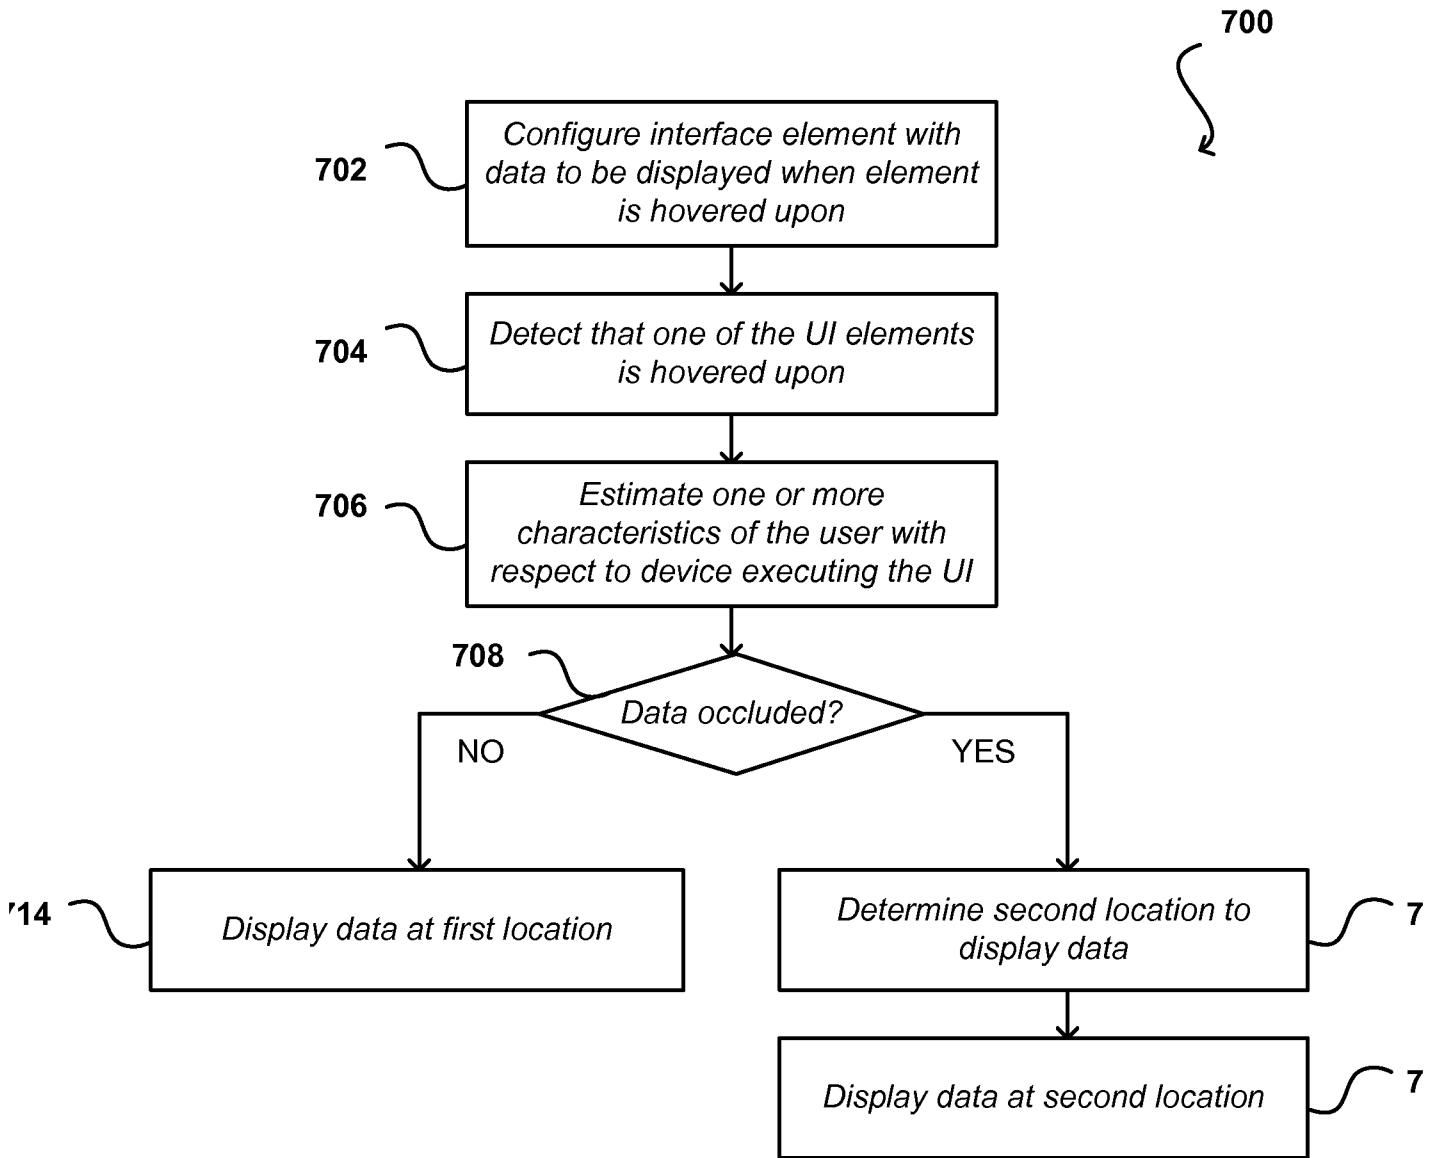 700
Configure interface element with
data to be displayed when element
is hovered upon
702
Detect that one of the UI elements
is hovered upon
704
Estimate one or more
characteristics of the user with
respect to device executing the UI
706
708
Data occluded?
NO
YES
714
Display data at first location
Determine second location to
display data
7
Display data at second location
7